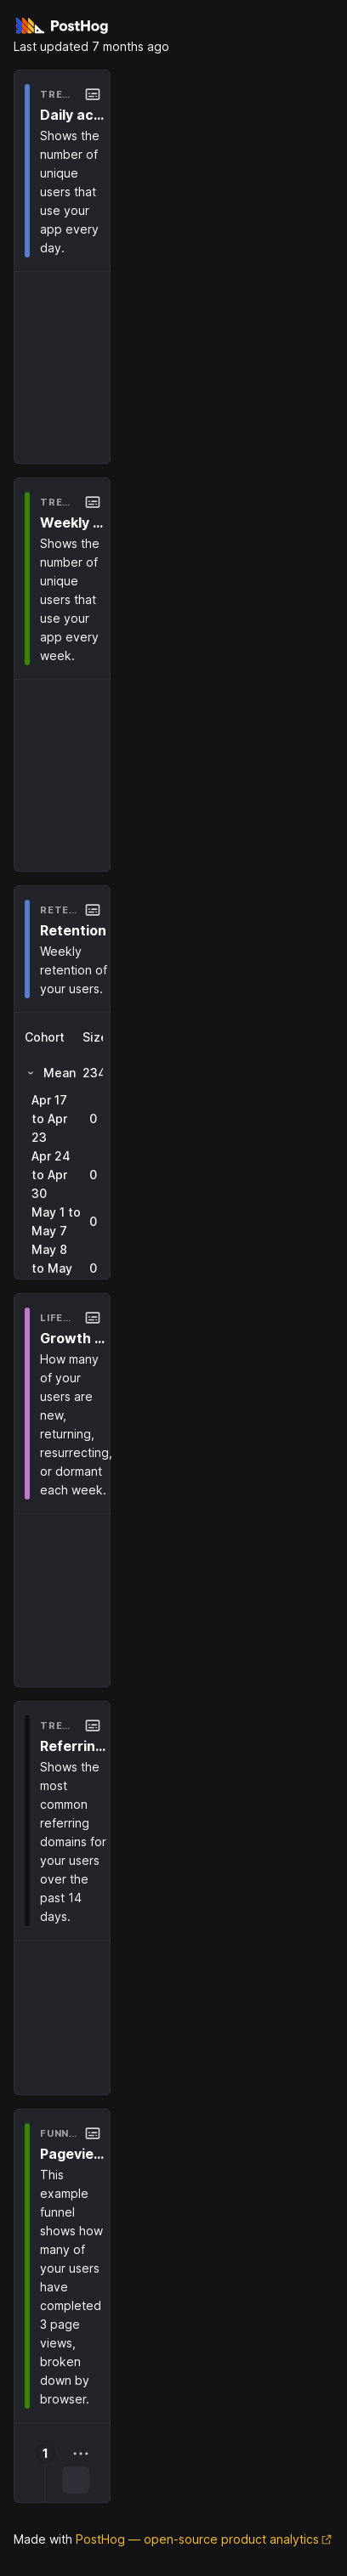 PostHog
Last updated 7 months ago
TRE...
Daily ac...
Shows the
number of
unique
users that
use your
app every
day.
TRE...
Weekly ...
Shows the
number of
unique
users that
use your
app every
week.
RETE...
Retention
Weekly
retention of
your users.
Cohort Size
Mean 234
Apr 17
to Apr 0
23
Apr 24
to Apr 0
30
May 1 to 0
May 7
May 8
to May 0
LIFE...
Growth ...
How many
of your
users are
new,
returning,
resurrecting,
or dormant
each week.
TRE...
Referrin...
Shows the
most
common
referring
domains for
your users
over the
past 14
days.
FUNN...
Pagevie...
This
example
funnel
shows how
many of
your users
have
completed
3 page
views,
broken
down by
browser.
1 ...
Made with PostHog — open-source product analytics